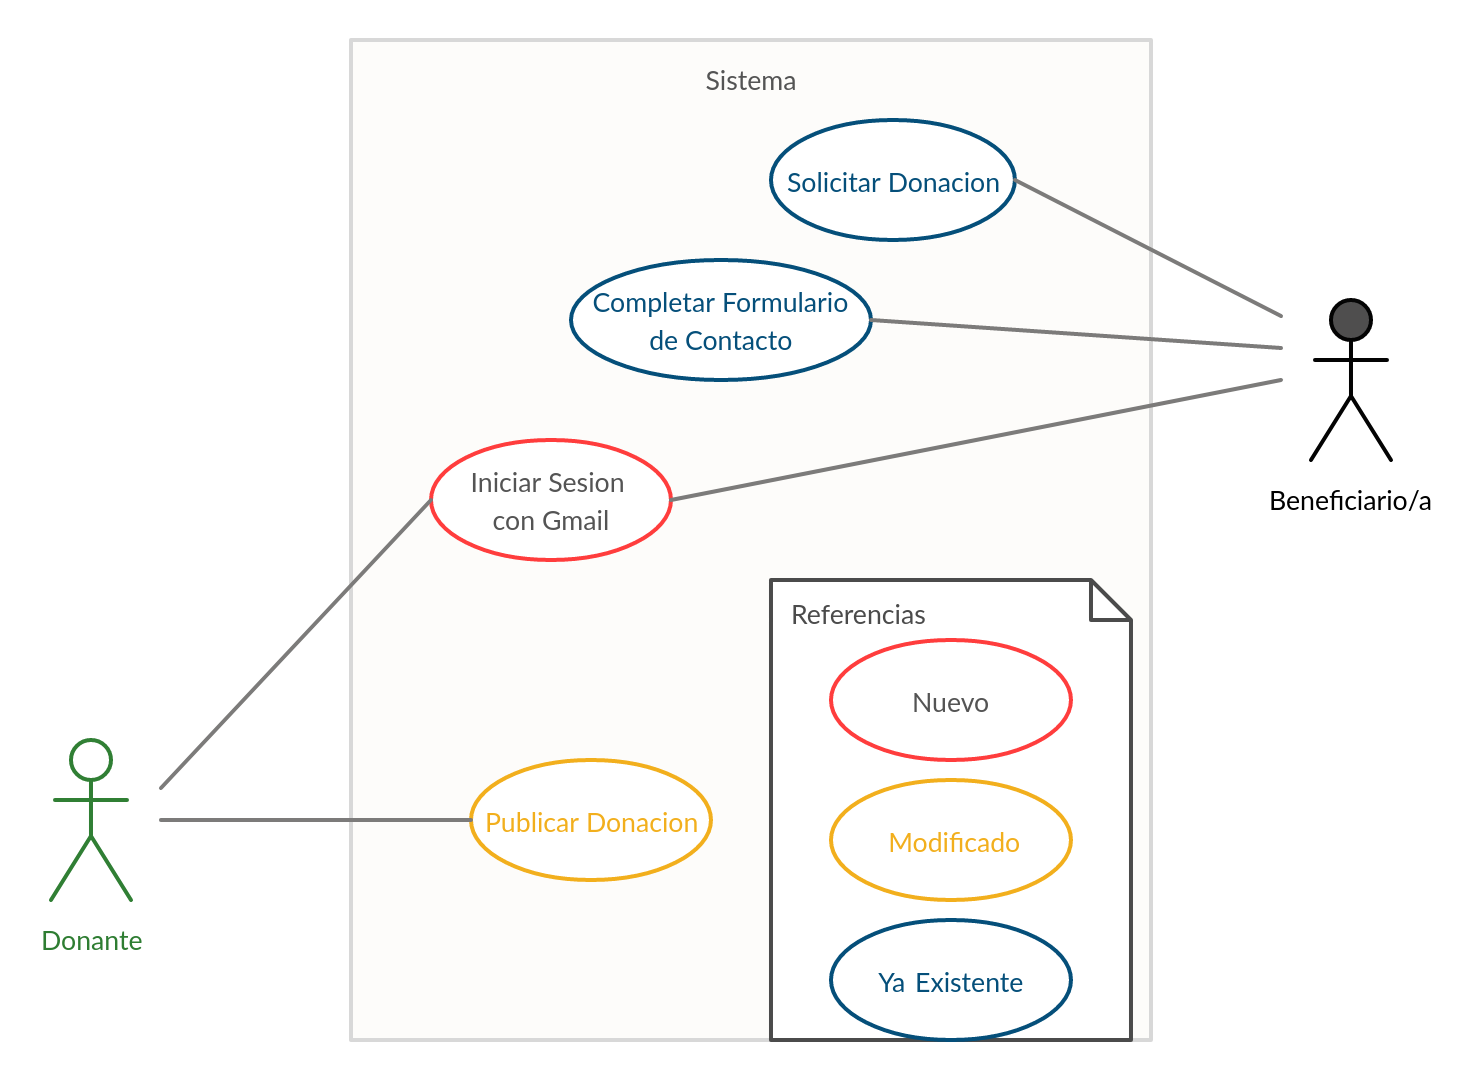 Sistema
Solicitar Donacion
Completar Formulario
de Contacto
Iniciar Sesion
con Gmail
Beneficiario/a
Referencias
Nuevo
Publicar Donacion
Modificado
Donante
Ya Existente